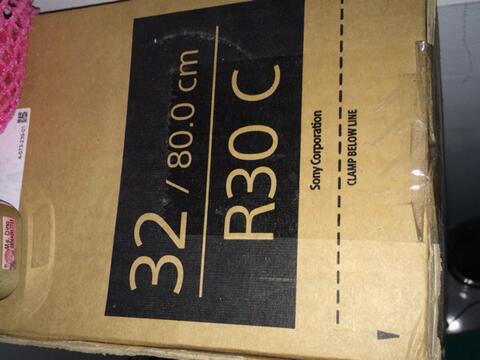 32 / 80.0 cm
R30 C
Sony Corporation
CLAMP BELOW LINE